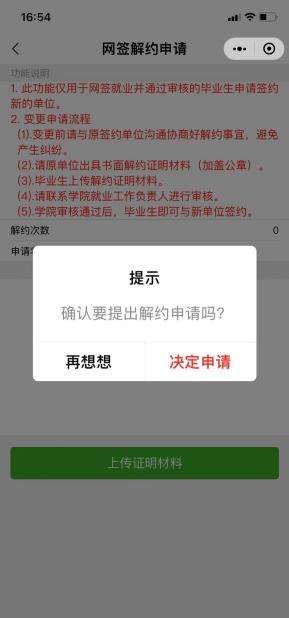 16:54
网签解约申请
功能说明
1. 此功能仅用于网签就业并通过审核的毕业生申请签约
新的单位。
2. 变更申请流程
(1).变更前请与原签约单位沟通协商好解约事宜，避免
产生纠纷。
(2).请原单位出具书面解约证明材料（加盖公章）。
(3).毕业生上传解约证明材料。
(4).请联系学院就业工作负责人进行审核。
(5).学院审核通过后，毕业生即可与新单位签约。
解约次数 0
申请
提示
确认要提出解约申请吗?
再想想 决定申请
上传证明材料